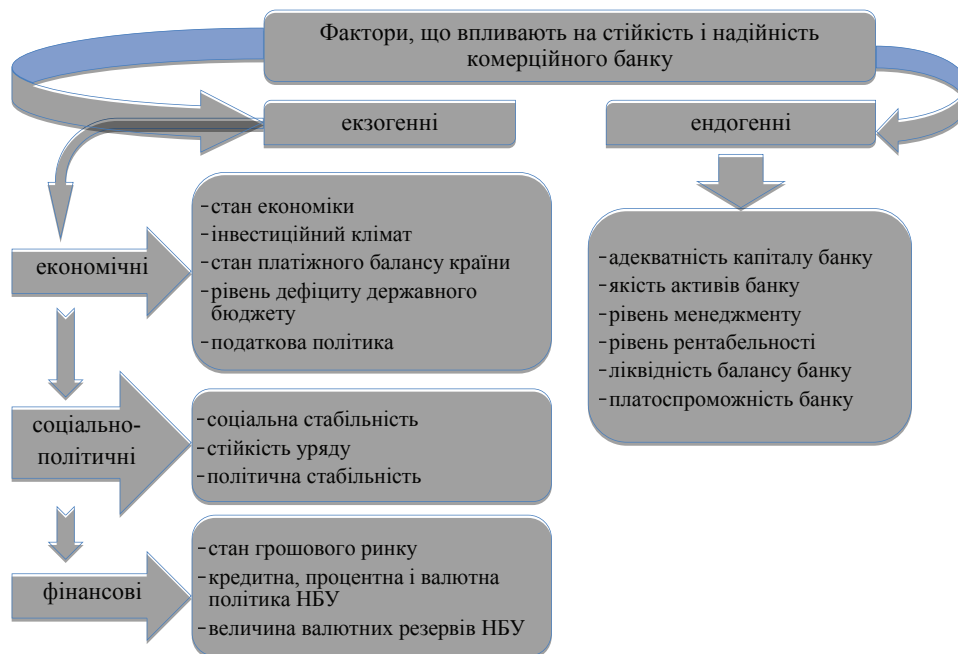 Фактори, що впливають на стійкість і надійність
комерційного банку
екзогенні
ендогенні
економічні
-стан економіки
-інвестиційний клімат
-стан платіжного балансу країни
-рівень дефіциту державного
бюджету
-податкова політика
соціально-
політичні
-соціальна стабільність
-стійкість уряду
-політична стабільність
фінансові
-стан грошового ринку
-кредитна, процентна і валютна
політика НБУ
-величина валютних резервів НБУ
-адекватність капіталу банку
-якість активів банку
-рівень менеджменту
-рівень рентабельності
-ліквідність балансу банку
-платоспроможність банку